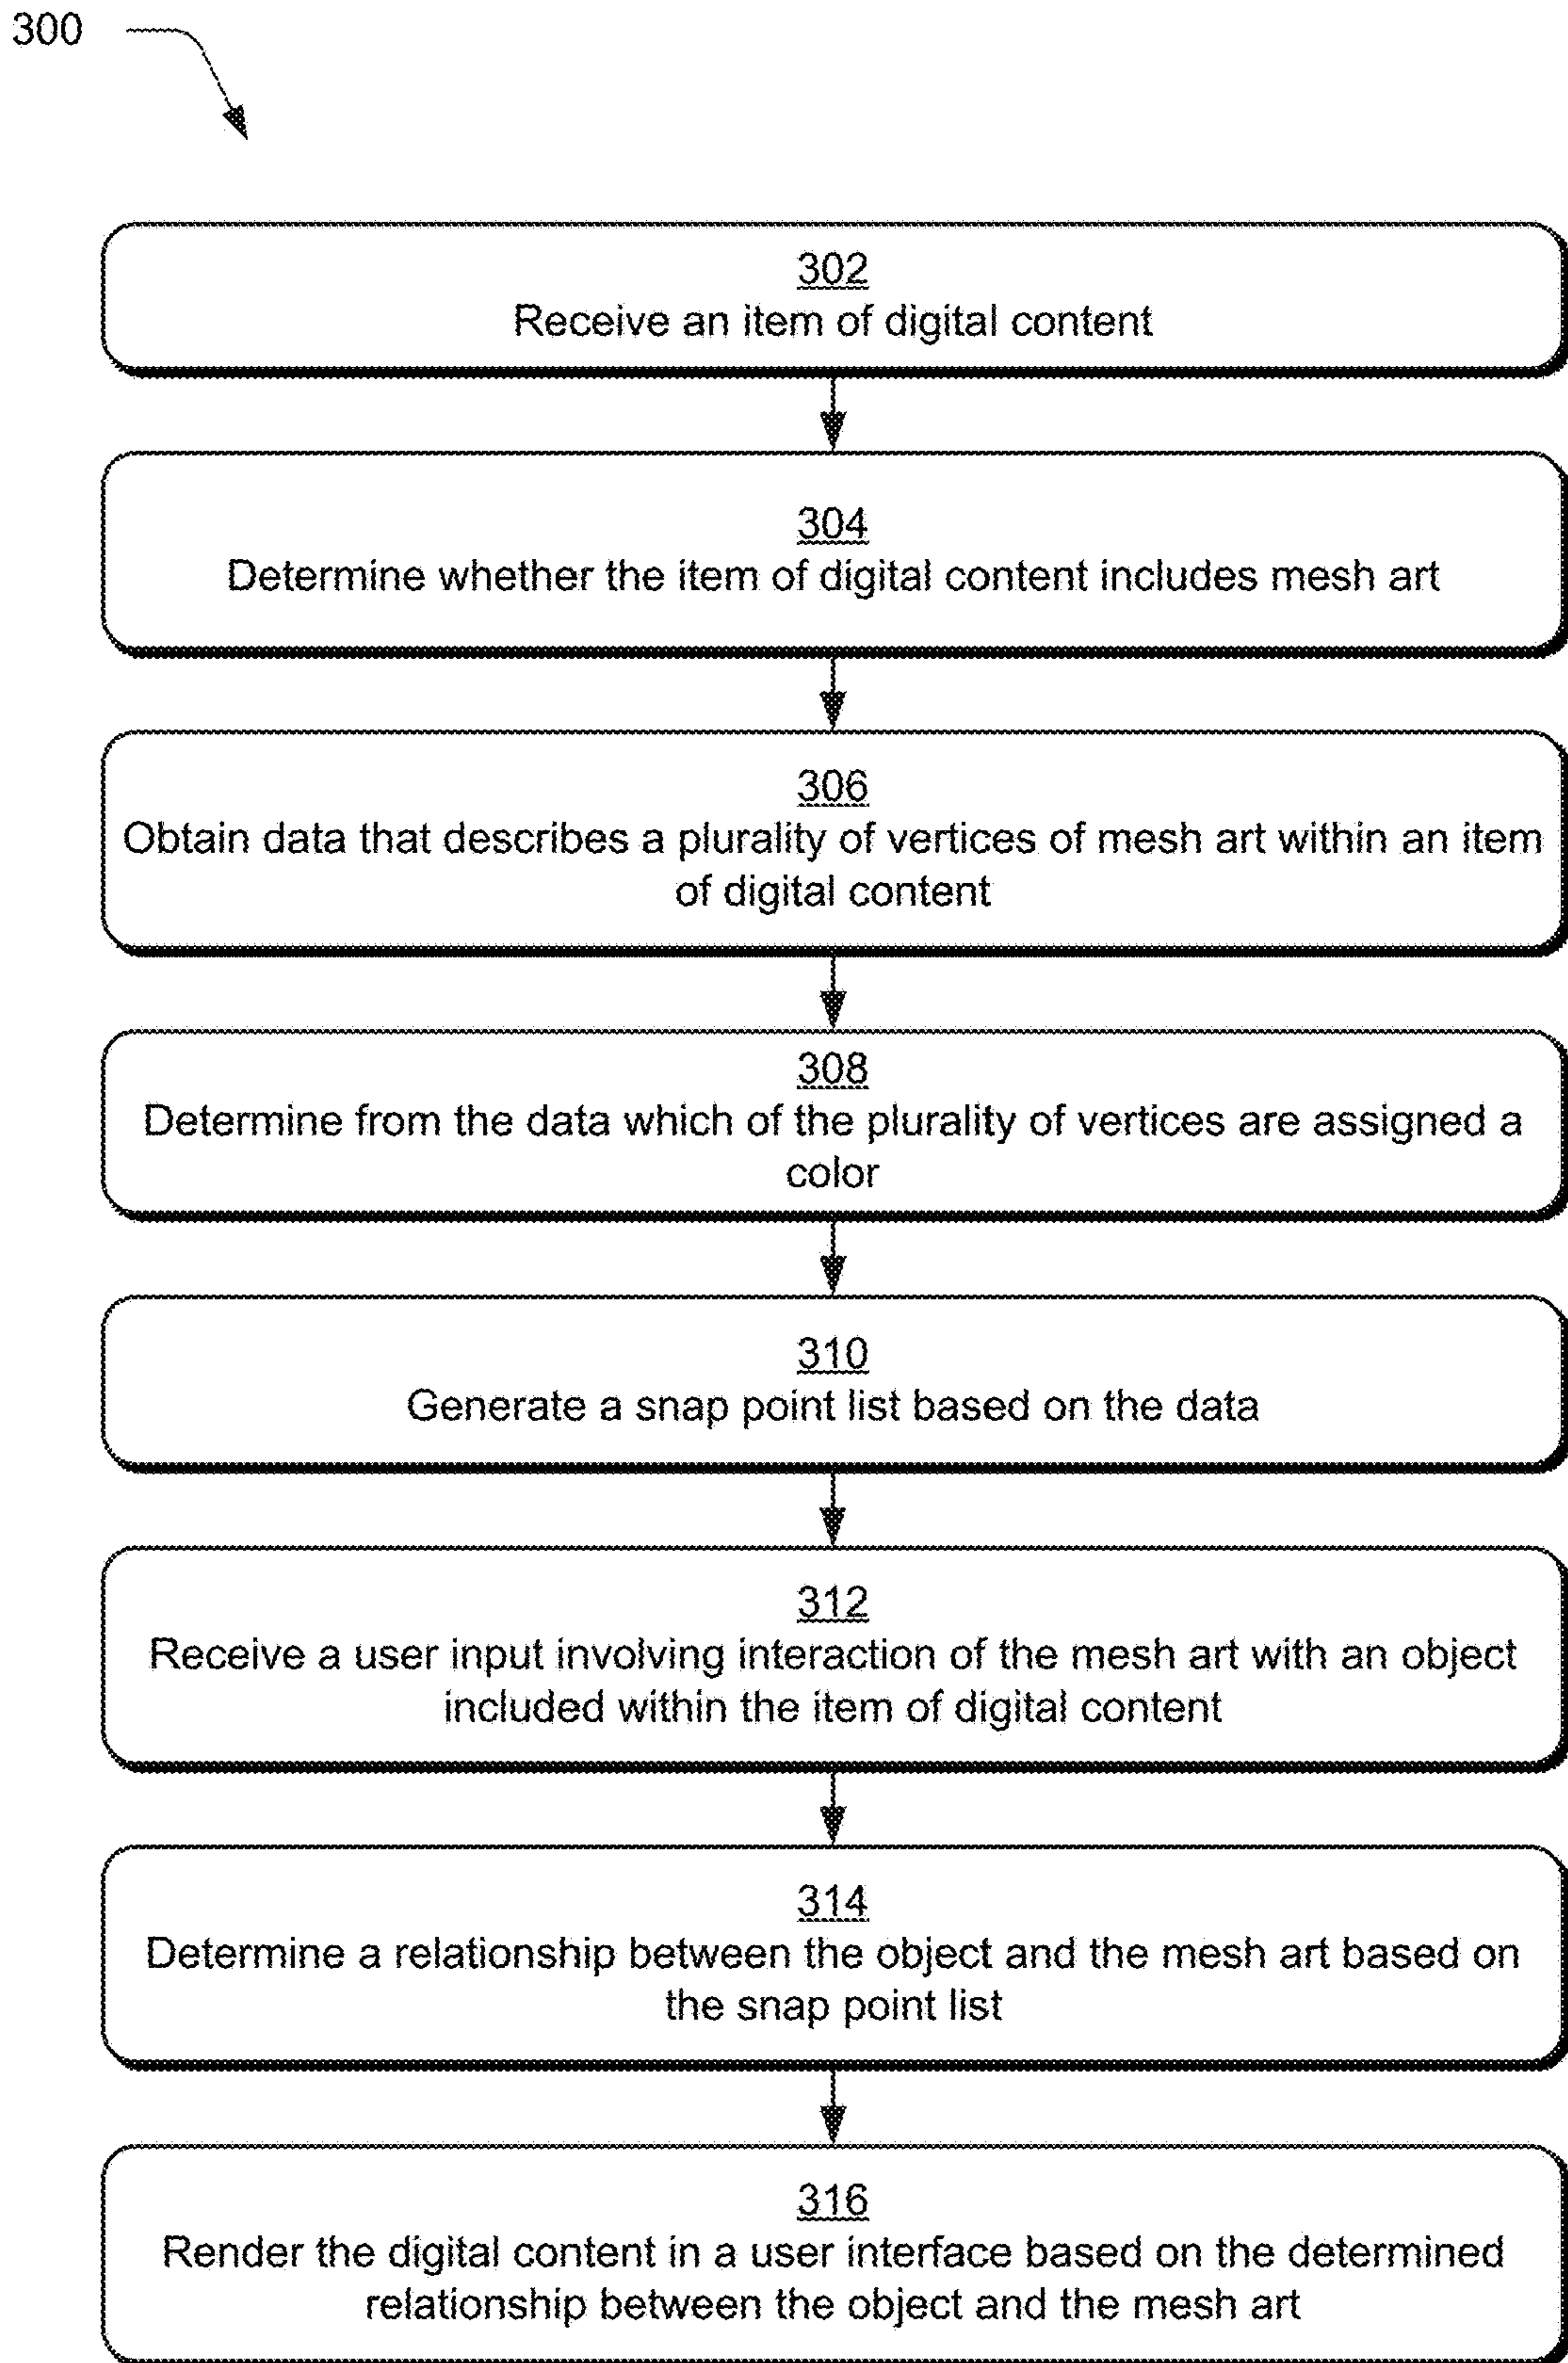 300
302
Receive an item of digital content
304
Determine whether the item of digital content includes mesh art
306
Obtain data that describes a plurality of vertices of mesh art within an item
of digital content
308
Determine from the data which of the plurality of vertices are assigned a
color
310
Generate a snap point list based on the data
312
Receive a user input involving interaction of the mesh art with an object
included within the item of digital content
314
Determine a relationship between the object and the mesh art based on
the snap point list
316
Render the digital content in a user interface based on the determined
relationship between the object and the mesh art